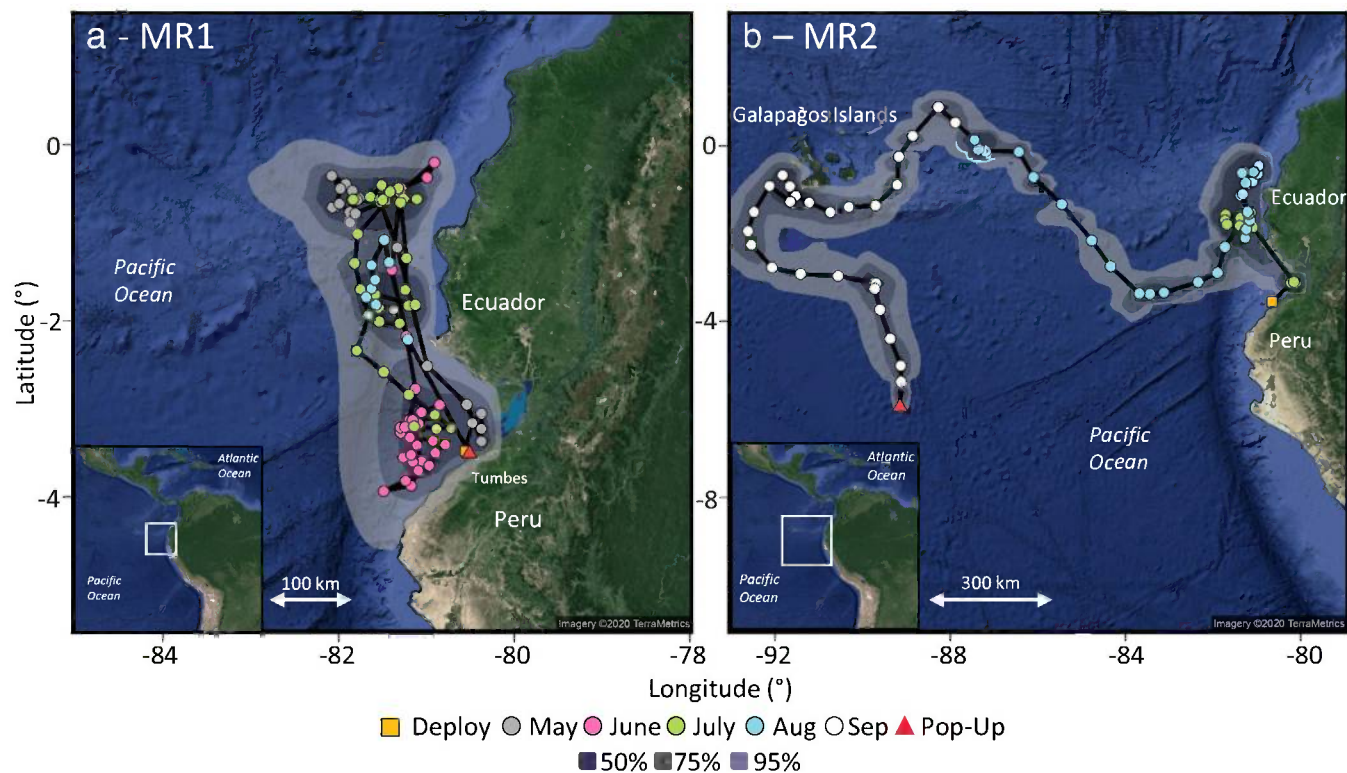 a - MR1
b – MR2
Galapagos Islands
0
-2
-4
0
-4
-8
Latitude (°)
Pacific
Ocean
Ecuador
Tumbes
Peru
Ecuador
Peru
Pacific
Ocean
Atlantic
Ocean
Pacific
Ocean
100 km
Imagery ©2020 TerraMetrics
Atlantic
Ocean
Pacific
Ocean
300 km
Imagery ©2020 TerraMetrics
-84 -82 -80 -78
-92 -88 -84 -80
Longitude (°)
Deploy May June July Aug Sep Pop-Up
50% 75% 95%